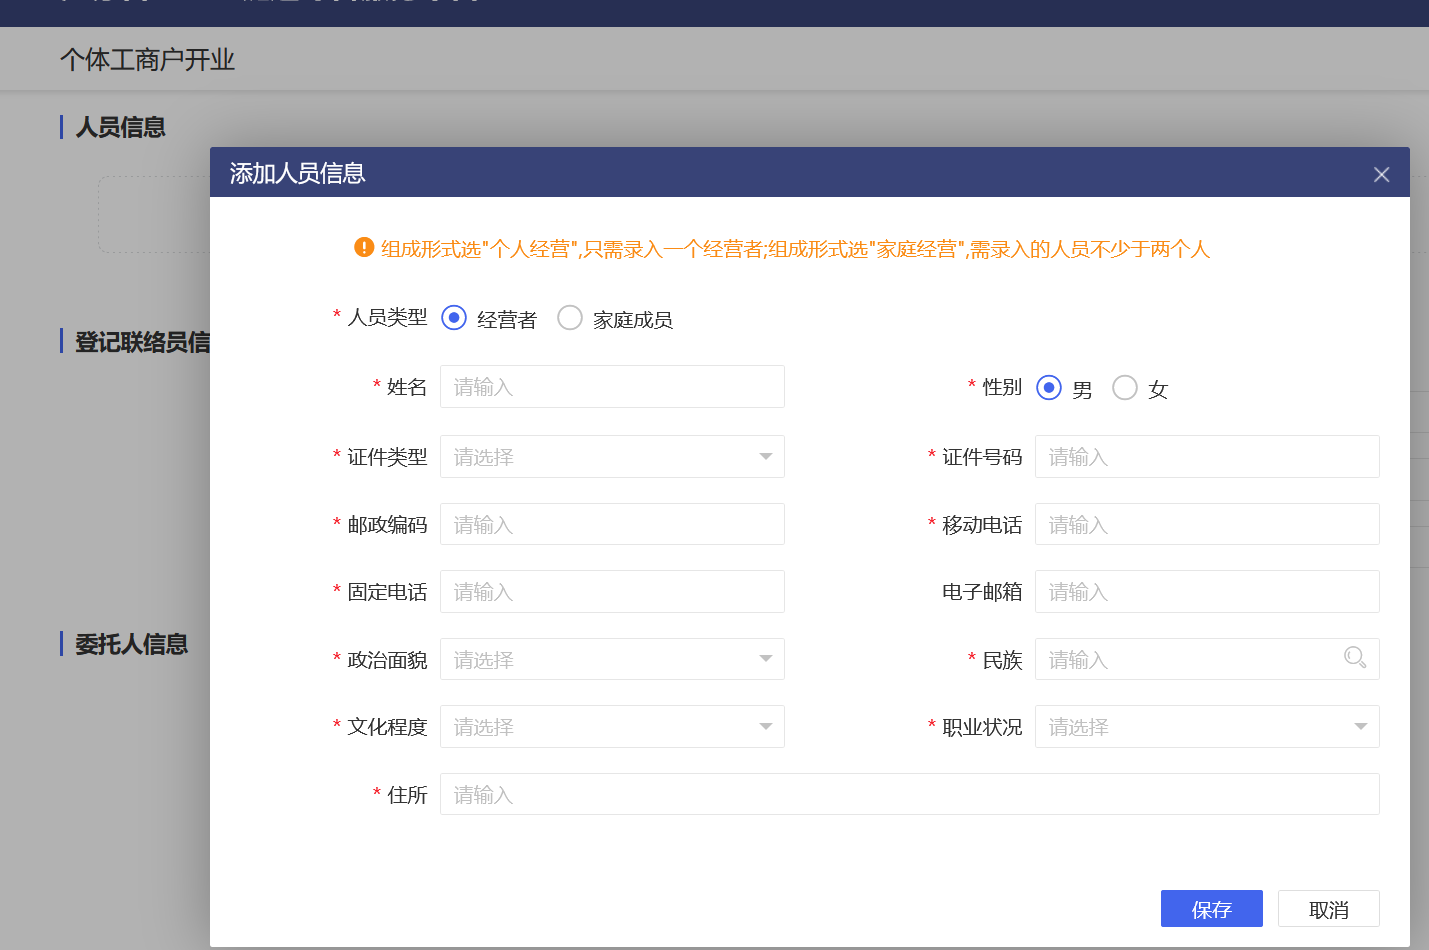 个体工商户开业
人员信息
添加人员信息
组成形式选"个人经营",只需录入一个经营者;组成形式选"家庭经营",需录入的人员不少于两个人
* 人员类型 经营者 家庭成员
登记联络员信
* 姓名 请输入 * 性别 男 女
* 证件类型 请选择 * 证件号码 请输入
* 邮政编码 请输入 * 移动电话 请输入
* 固定电话 请输入 电子邮箱 请输入
委托人信息
* 政治面貌 请选择 * 民族 请输入
* 文化程度 请选择 * 职业状况 请选择
* 住所 请输入
保存 取消